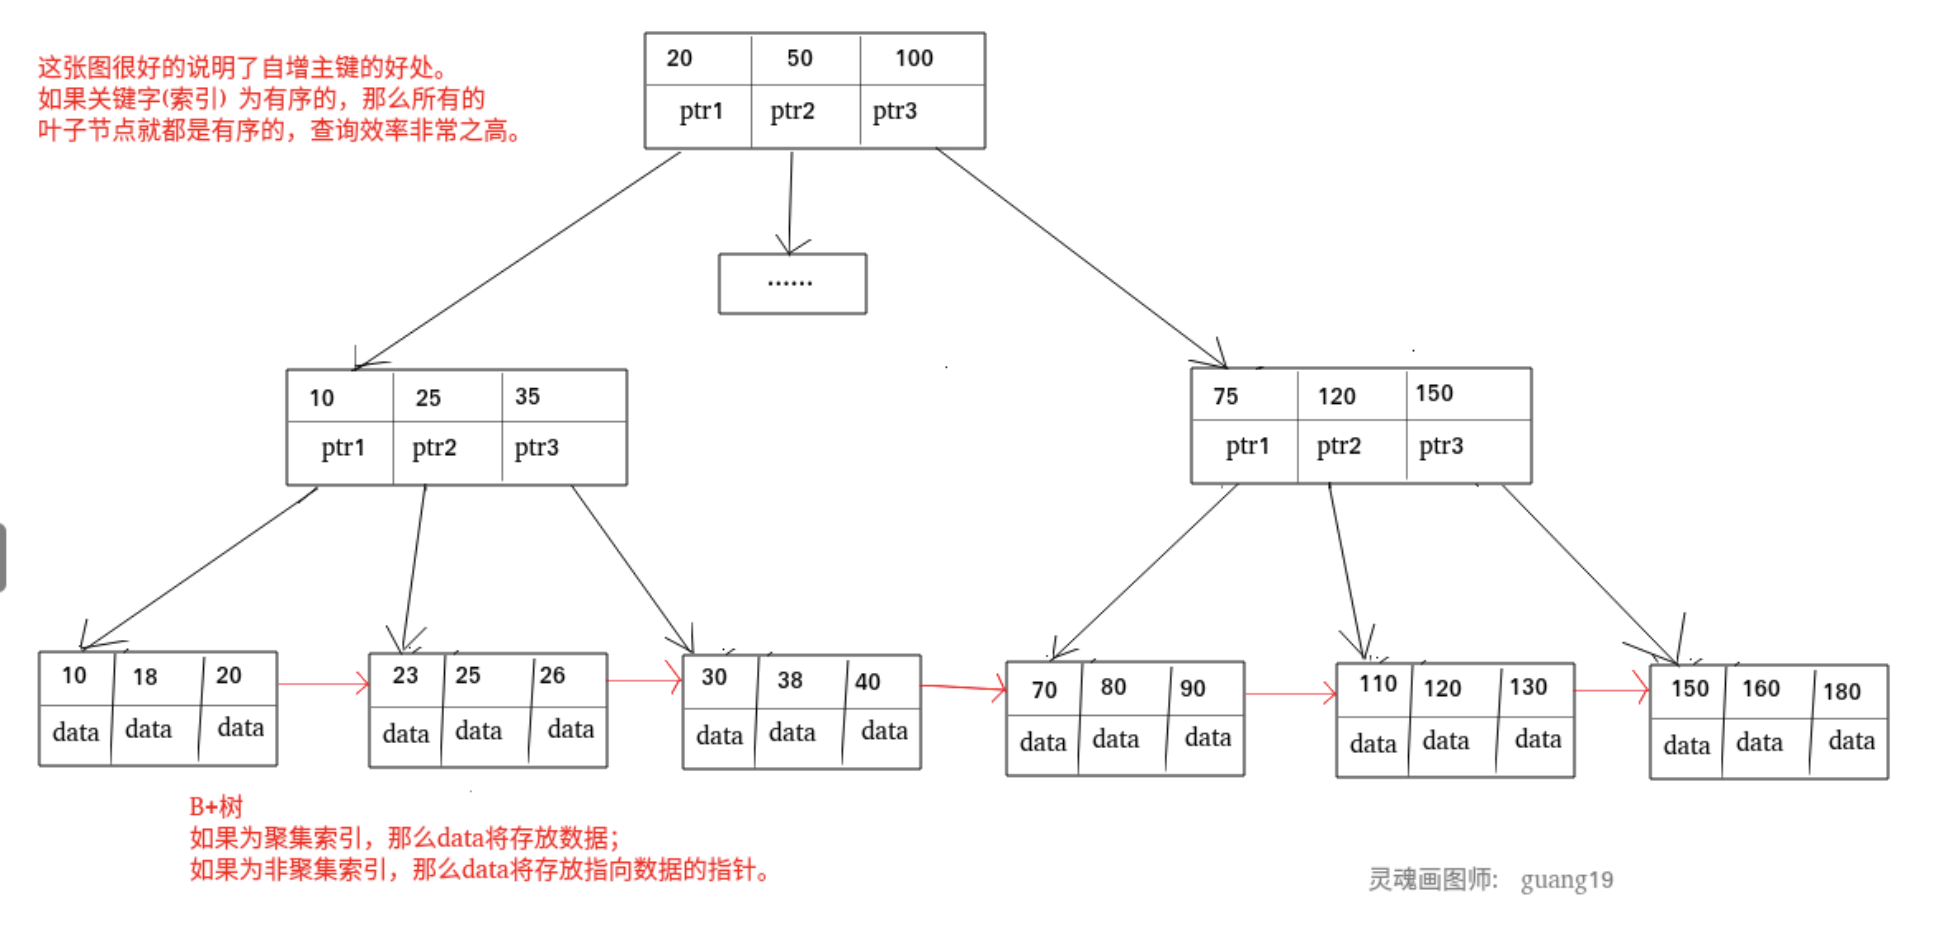 这张图很好的说明了自增主键的好处。
如果关键字(索引) 为有序的，那么所有的
叶子节点就都是有序的，查询效率非常之高。
20 50 100
ptr1 ptr2 ptr3
......
10 25 35
ptr1 ptr2 ptr3
75 120 150
ptr1 ptr2 ptr3
10 18 20
data data data
23 25 26
data data data
30 38 40
data data data
70 80 90
data data data
110 120 130
data data data
150 160 180
data data data
B+树
如果为聚集索引，那么data将存放数据；
如果为非聚集索引，那么data将存放指向数据的指针。
灵魂画图师： guang19